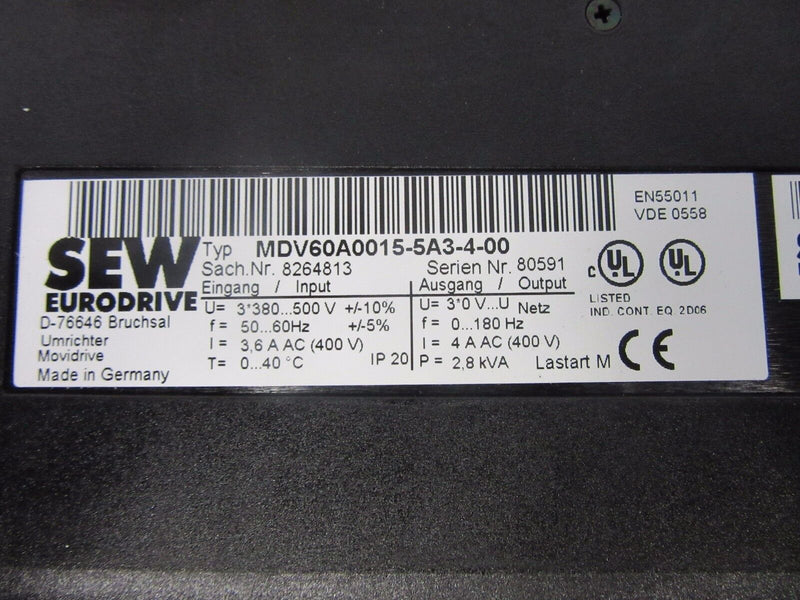 EN55011
VDE 0558
SEW
EURODRIVE
Typ MDV60A0015-5A3-4-00
Sach.Nr. 8264813 Serien Nr. 80591
Eingang / Input Ausgang / Output
D-76646 Bruchsal
Umrichter
Movidrive
Made in Germany
U= 3*380...500 V +/-10%
f = 50...60Hz +/-5%
I = 3,6 A AC (400 V)
T= 0...40 °C IP 20
U= 3*0 V...U Netz
f = 0...180 Hz
I = 4 A AC (400 V)
P = 2,8 kVA Lastart M
c UL UL
LISTED
IND. CONT. EQ. 2D06
CE